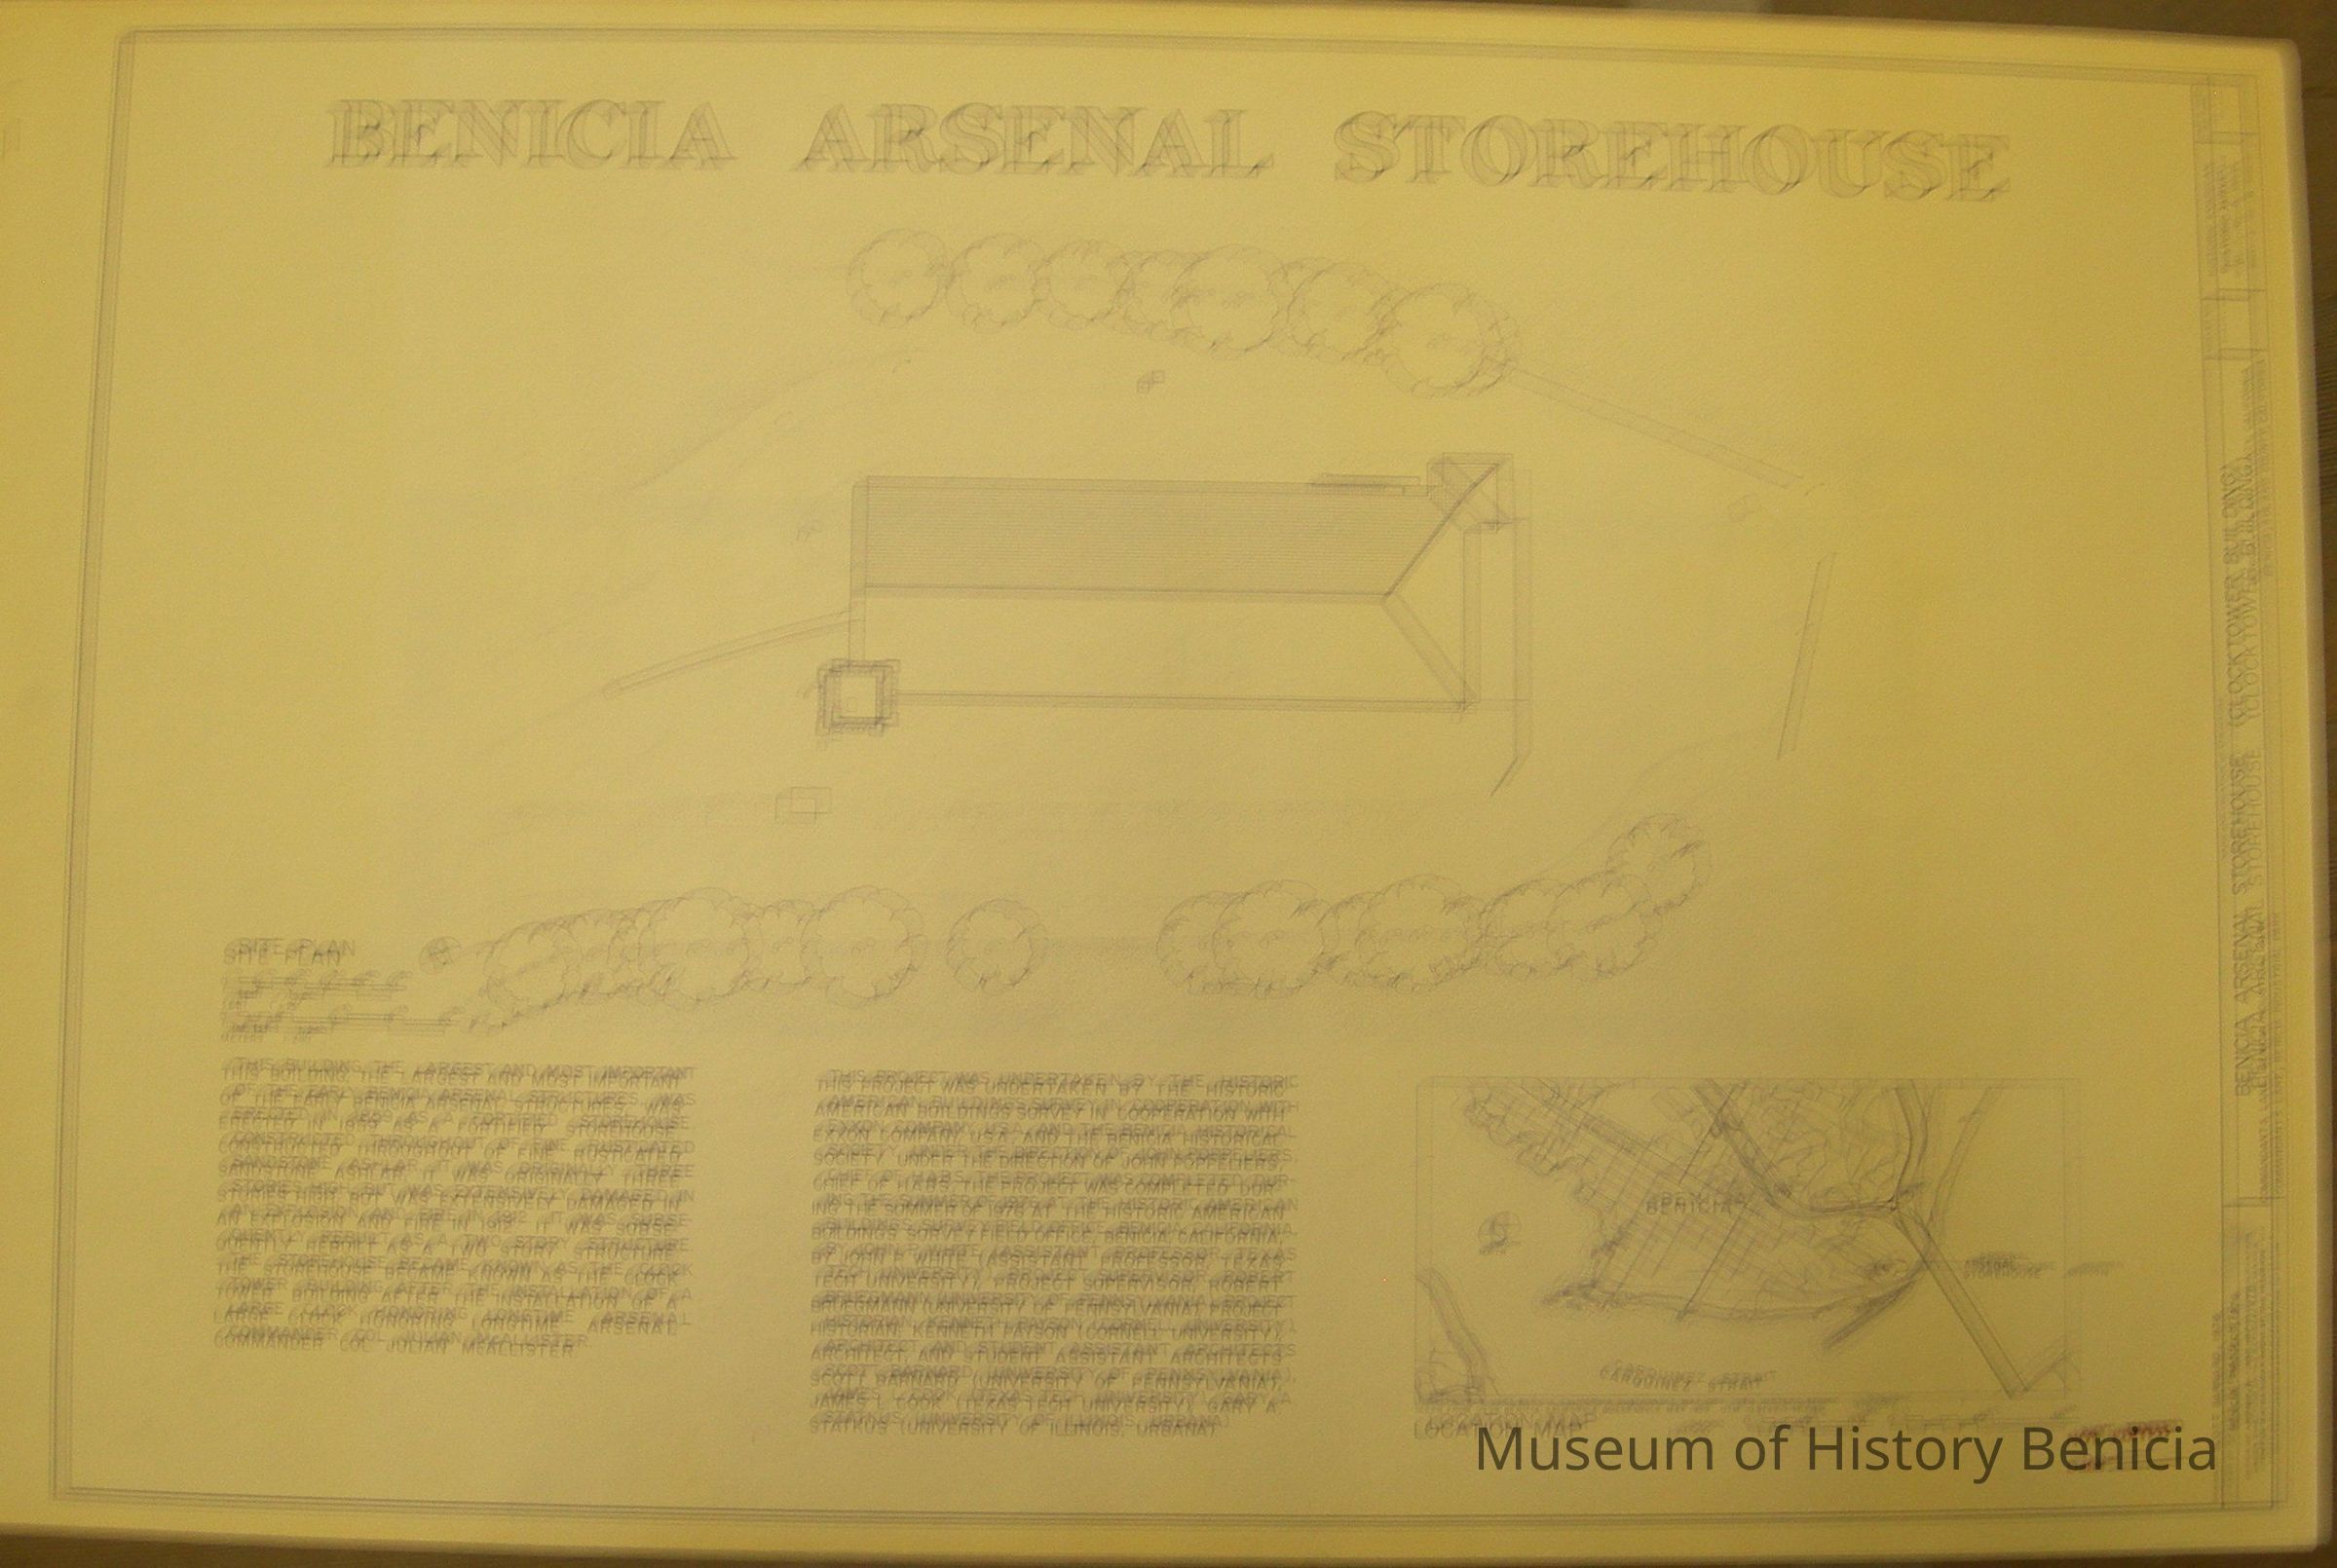 BENICIA ARSENAL STOREHOUSE
SITE PLAN
THIS BUILDING, THE LARGEST AND MOST IMPORTANT
OF THE EARLY BENICIA ARSENAL STRUCTURES, WAS
ERECTED IN 1859 AS A FORTIFIED STOREHOUSE.
CONSTRUCTED THROUGHOUT OF FINE RUSTICATED
SANDSTONE ASHLAR, IT WAS ORIGINALLY THREE
STORIES HIGH, BUT WAS EXTENSIVELY DAMAGED IN
AN EXPLOSION AND FIRE IN 1912. IT WAS SUBSE-
QUENTLY REBUILT AS A TWO STORY STRUCTURE.
THE STOREHOUSE BECAME KNOWN AS THE CLOCK
TOWER BUILDING AFTER THE INSTALLATION OF A
LARGE CLOCK HONORING LONGTIME ARSENAL
COMMANDER COL. JULIAN McALLISTER.
THIS PROJECT WAS UNDERTAKEN BY THE HISTORIC
AMERICAN BUILDINGS SURVEY IN COOPERATION WITH
EXXON COMPANY, U.S.A., AND THE BENICIA HISTORICAL
SOCIETY. UNDER THE DIRECTION OF JOHN POPPELIERS,
CHIEF OF HABS, THE PROJECT WAS COMPLETED DUR-
ING THE SUMMER OF 1976 AT THE HISTORIC AMERICAN
BUILDINGS SURVEY FIELD OFFICE, BENICIA, CALIFORNIA,
BY JOHN P. WHITE (ASSISTANT PROFESSOR, TEXAS
TECH UNIVERSITY), PROJECT SUPERVISOR; ROBERT
BRUEGMANN (UNIVERSITY OF PENNSYLVANIA) PROJECT
HISTORIAN; KENNETH PAYSON (CORNELL UNIVERSITY),
ARCHITECT; AND STUDENT ASSISTANT ARCHITECTS
SCOTT BARNARD (UNIVERSITY OF PENNSYLVANIA),
JAMES L. COOK (TEXAS TECH UNIVERSITY), GARY A.
STATKUS (UNIVERSITY OF ILLINOIS, URBANA).
BENICIA
ARSENAL
STOREHOUSE
CARQUINEZ STRAIT
LOCATION MAP
BENICIA ARSENAL STOREHOUSE (CLOCKTOWER BUILDING)
Museum of History Benicia